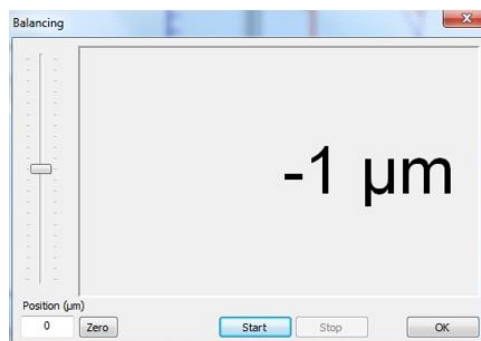 Balancing
-1 µm
Position (µm)
0 Zero Start Stop OK